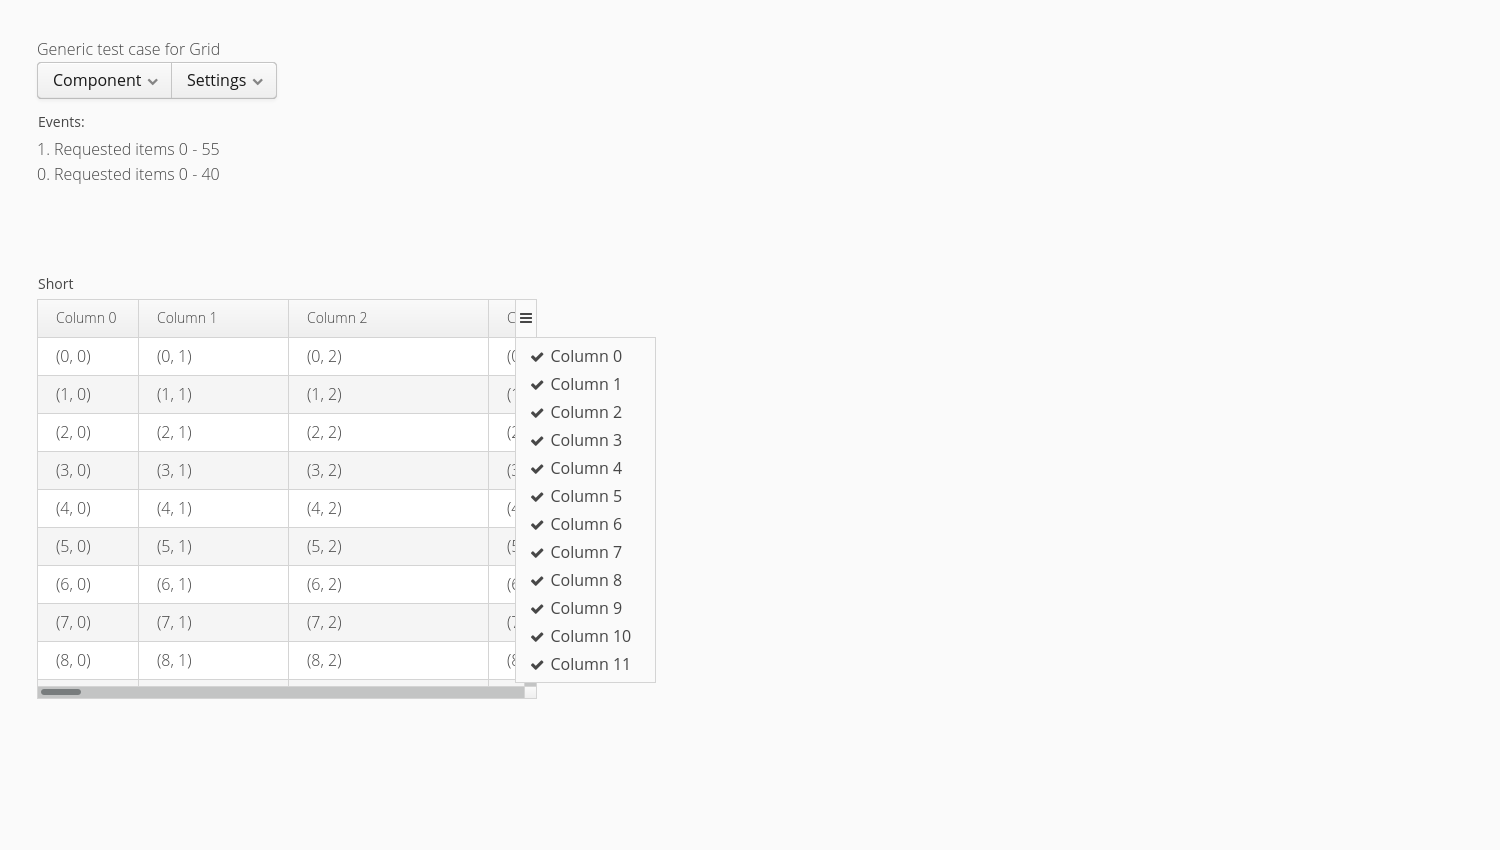 Generic test case for Grid
Component Settings
Events:
1. Requested items 0 - 55
0. Requested items 0 - 40
Short
Column 0 Column 1 Column 2 C
(0, 0) (0, 1) (0, 2) (0
(1, 0) (1, 1) (1, 2) (1
(2, 0) (2, 1) (2, 2) (2
(3, 0) (3, 1) (3, 2) (3
(4, 0) (4, 1) (4, 2) (4
(5, 0) (5, 1) (5, 2) (5
(6, 0) (6, 1) (6, 2) (6
(7, 0) (7, 1) (7, 2) (7
(8, 0) (8, 1) (8, 2) (8
Column 0
Column 1
Column 2
Column 3
Column 4
Column 5
Column 6
Column 7
Column 8
Column 9
Column 10
Column 11